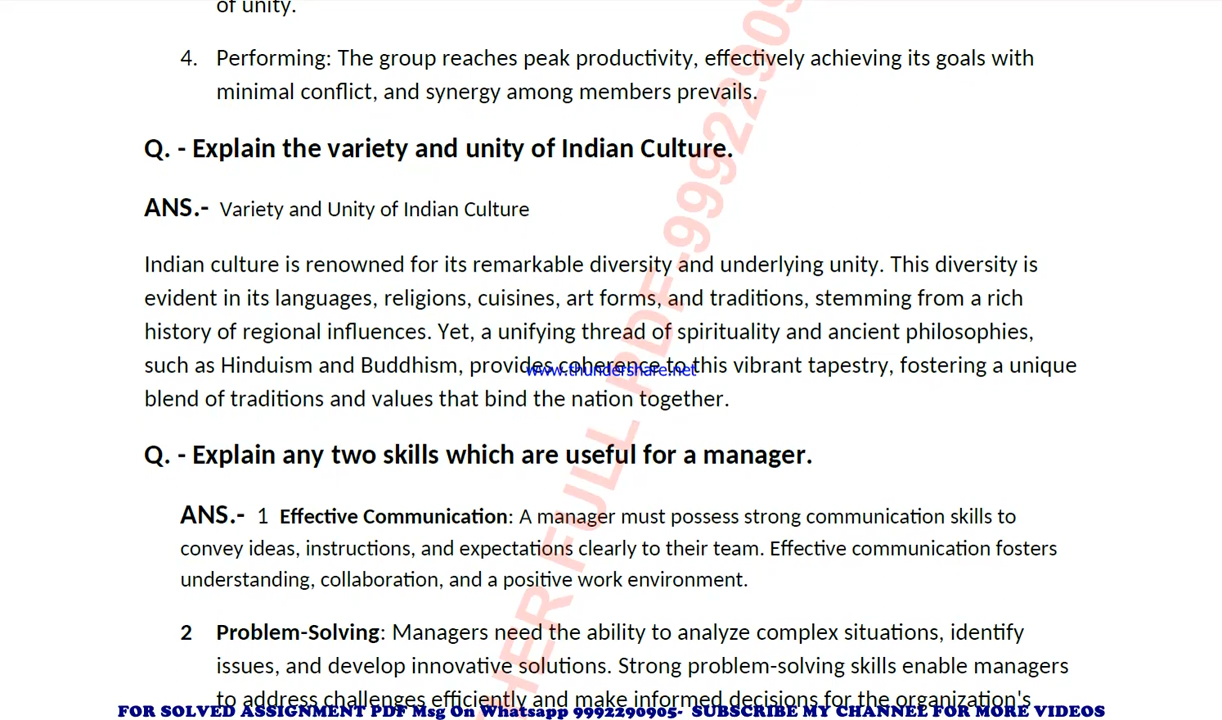 of unity.
4. Performing: The group reaches peak productivity, effectively achieving its goals with
minimal conflict, and synergy among members prevails.
Q. - Explain the variety and unity of Indian Culture.
ANS.- Variety and Unity of Indian Culture
Indian culture is renowned for its remarkable diversity and underlying unity. This diversity is
evident in its languages, religions, cuisines, art forms, and traditions, stemming from a rich
history of regional influences. Yet, a unifying thread of spirituality and ancient philosophies,
such as Hinduism and Buddhism, provides coherence to this vibrant tapestry, fostering a unique
www.thundershare.net
blend of traditions and values that bind the nation together.
Q. - Explain any two skills which are useful for a manager.
ANS.- 1 Effective Communication: A manager must possess strong communication skills to
convey ideas, instructions, and expectations clearly to their team. Effective communication fosters
understanding, collaboration, and a positive work environment.
2 Problem-Solving: Managers need the ability to analyze complex situations, identify
issues, and develop innovative solutions. Strong problem-solving skills enable managers
to address challenges efficiently and make informed decisions for the organization's
FOR SOLVED ASSIGNMENT PDF Msg On Whatsapp 9992290905- SUBSCRIBE MY CHANNEL FOR MORE VIDEOS
FULL PDF-99922909